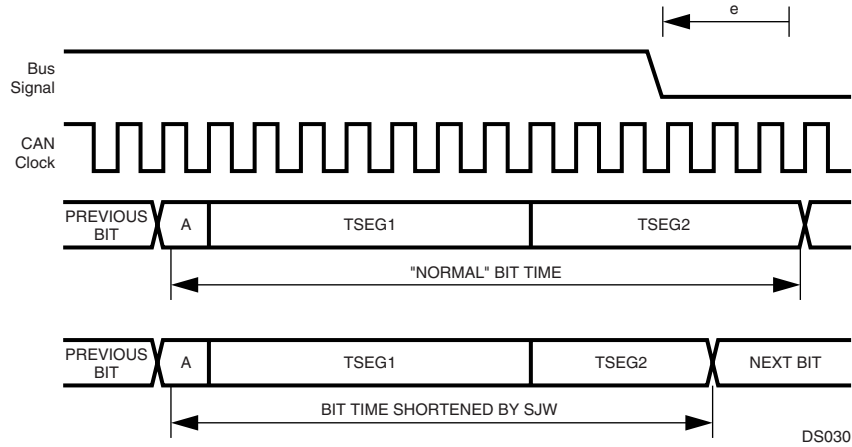 e
Bus
Signal
CAN
Clock
PREVIOUS
BIT
A
TSEG1
TSEG2
"NORMAL" BIT TIME
PREVIOUS
BIT
A
TSEG1
TSEG2
NEXT BIT
BIT TIME SHORTENED BY SJW
DS030